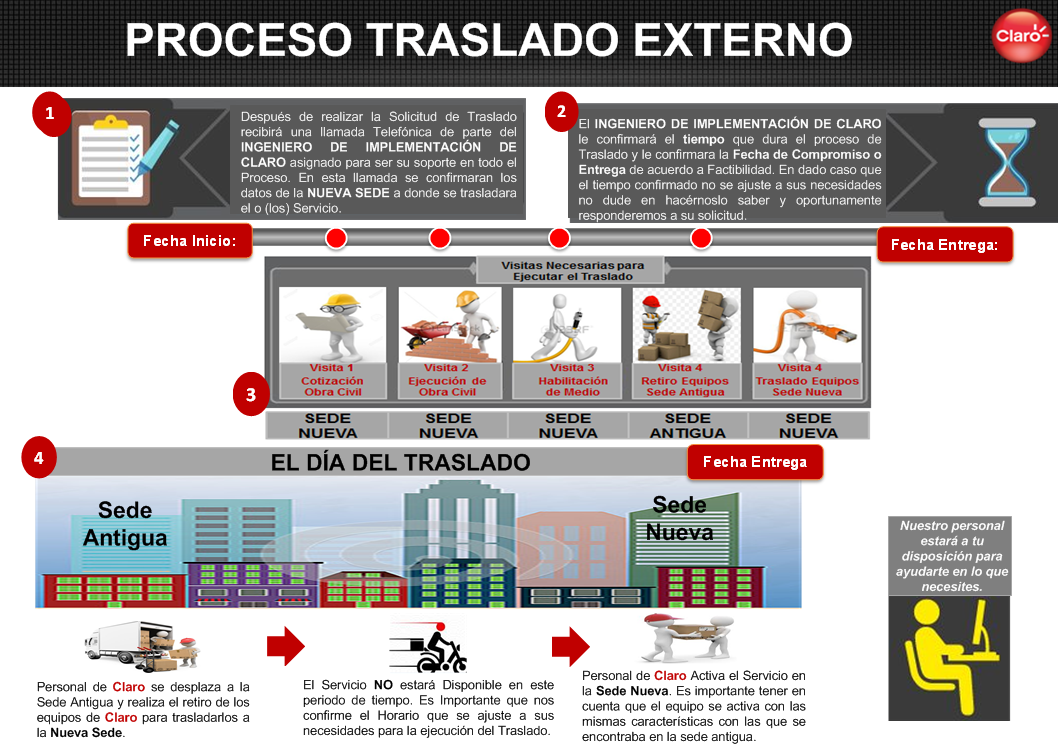 PROCESO TRASLADO EXTERNO
Claro
1
Después de realizar la Solicitud de Traslado
recibirá una llamada Telefónica de parte del
INGENIERO DE IMPLEMENTACIÓN DE
CLARO asignado para ser su soporte en todo el
Proceso. En esta llamada se confirmaran los
datos de la NUEVA SEDE a donde se trasladara
el o (los) Servicio.
2
El INGENIERO DE IMPLEMENTACIÓN DE CLARO
le confirmará el tiempo que dura el proceso de
Traslado y le confirmara la Fecha de Compromiso o
Entrega de acuerdo a Factibilidad. En dado caso que
el tiempo confirmado no se ajuste a sus necesidades
no dude en hacérnoslo saber y oportunamente
responderemos a su solicitud.
Fecha Inicio:
Fecha Entrega:
Visitas Necesarias para
Ejecutar el Traslado
3
Visita 1
Cotización
Obra Civil
Visita 2
Ejecución de
Obra Civil
Visita 3
Habilitación
de Medio
Visita 4
Retiro Equipos
Sede Antigua
Visita 4
Traslado Equipos
Sede Nueva
SEDE
NUEVA
SEDE
NUEVA
SEDE
NUEVA
SEDE
ANTIGUA
SEDE
NUEVA
4
EL DÍA DEL TRASLADO
Fecha Entrega
Sede
Antigua
Sede
Nueva
Nuestro personal
estará a tu
disposición para
ayudarte en lo que
necesites.
Personal de Claro se desplaza a la
Sede Antigua y realiza el retiro de los
equipos de Claro para trasladarlos a
la Nueva Sede.
El Servicio NO estará Disponible en este
periodo de tiempo. Es Importante que nos
confirme el Horario que se ajuste a sus
necesidades para la ejecución del Traslado.
Personal de Claro Activa el Servicio en
la Sede Nueva. Es importante tener en
cuenta que el equipo se activa con las
mismas características con las que se
encontraba en la sede antigua.